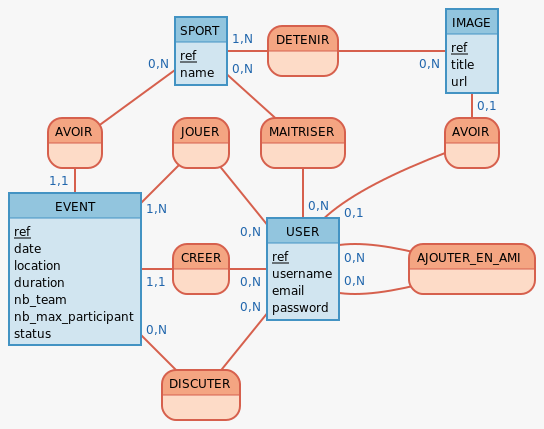 SPORT
ref
name
1,N
0,N
0,N
DETENIR
0,N
IMAGE
ref
title
url
0,1
AVOIR
1,1
JOUER
1,N
0,N
MAITRISER
0,N
AVOIR
0,1
EVENT
ref
date
location
duration
nb_team
nb_max_participant
status
1,1
CREER
0,N
0,N
USER
ref
username
email
password
0,N
0,N
AJOUTER_EN_AMI
0,N
DISCUTER